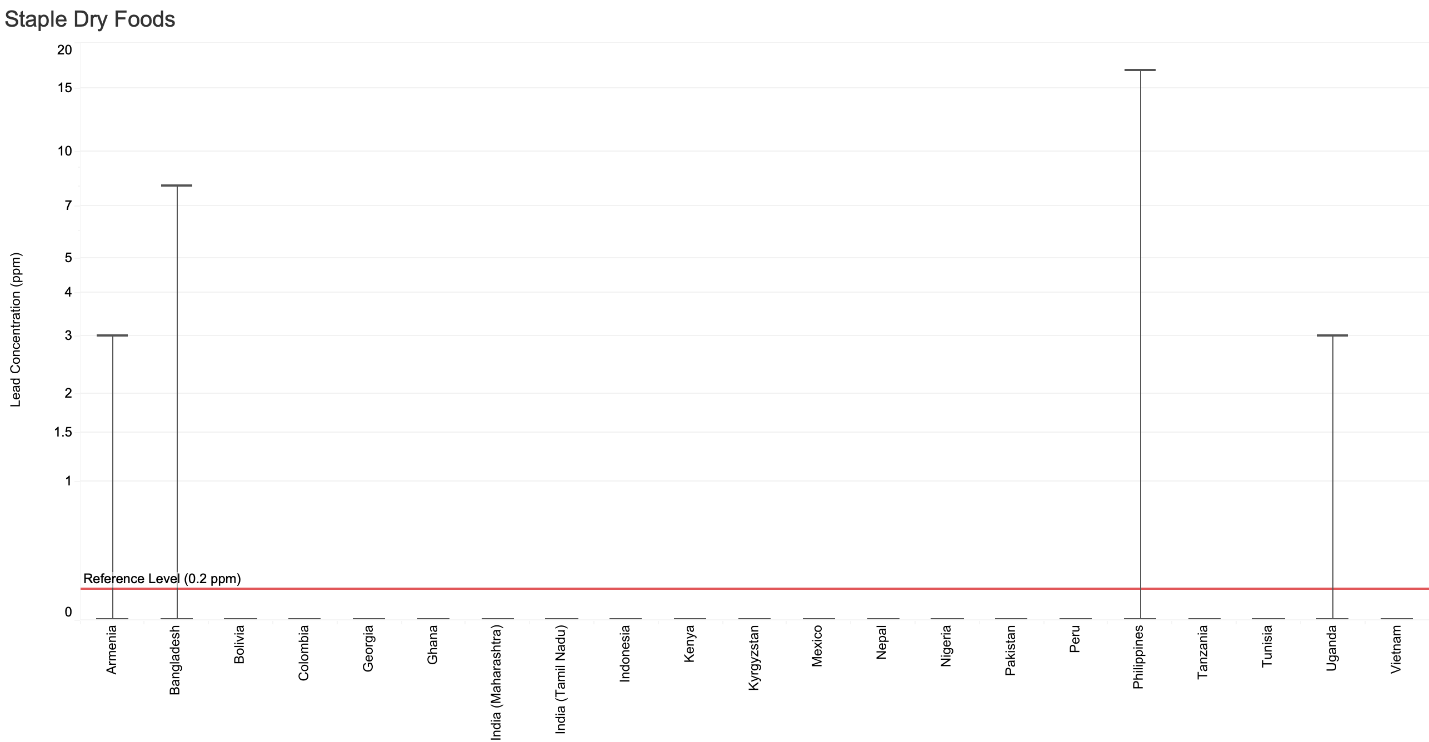 Staple Dry Foods
20
15
10
7
5
4
3
2
1.5
1
0
Lead Concentration (ppm)
Reference Level (0.2 ppm)
Armenia
Bangladesh
Bolivia
Colombia
Georgia
Ghana
India (Maharashtra)
India (Tamil Nadu)
Indonesia
Kenya
Kyrgyzstan
Mexico
Nepal
Nigeria
Pakistan
Peru
Philippines
Tanzania
Tunisia
Uganda
Vietnam